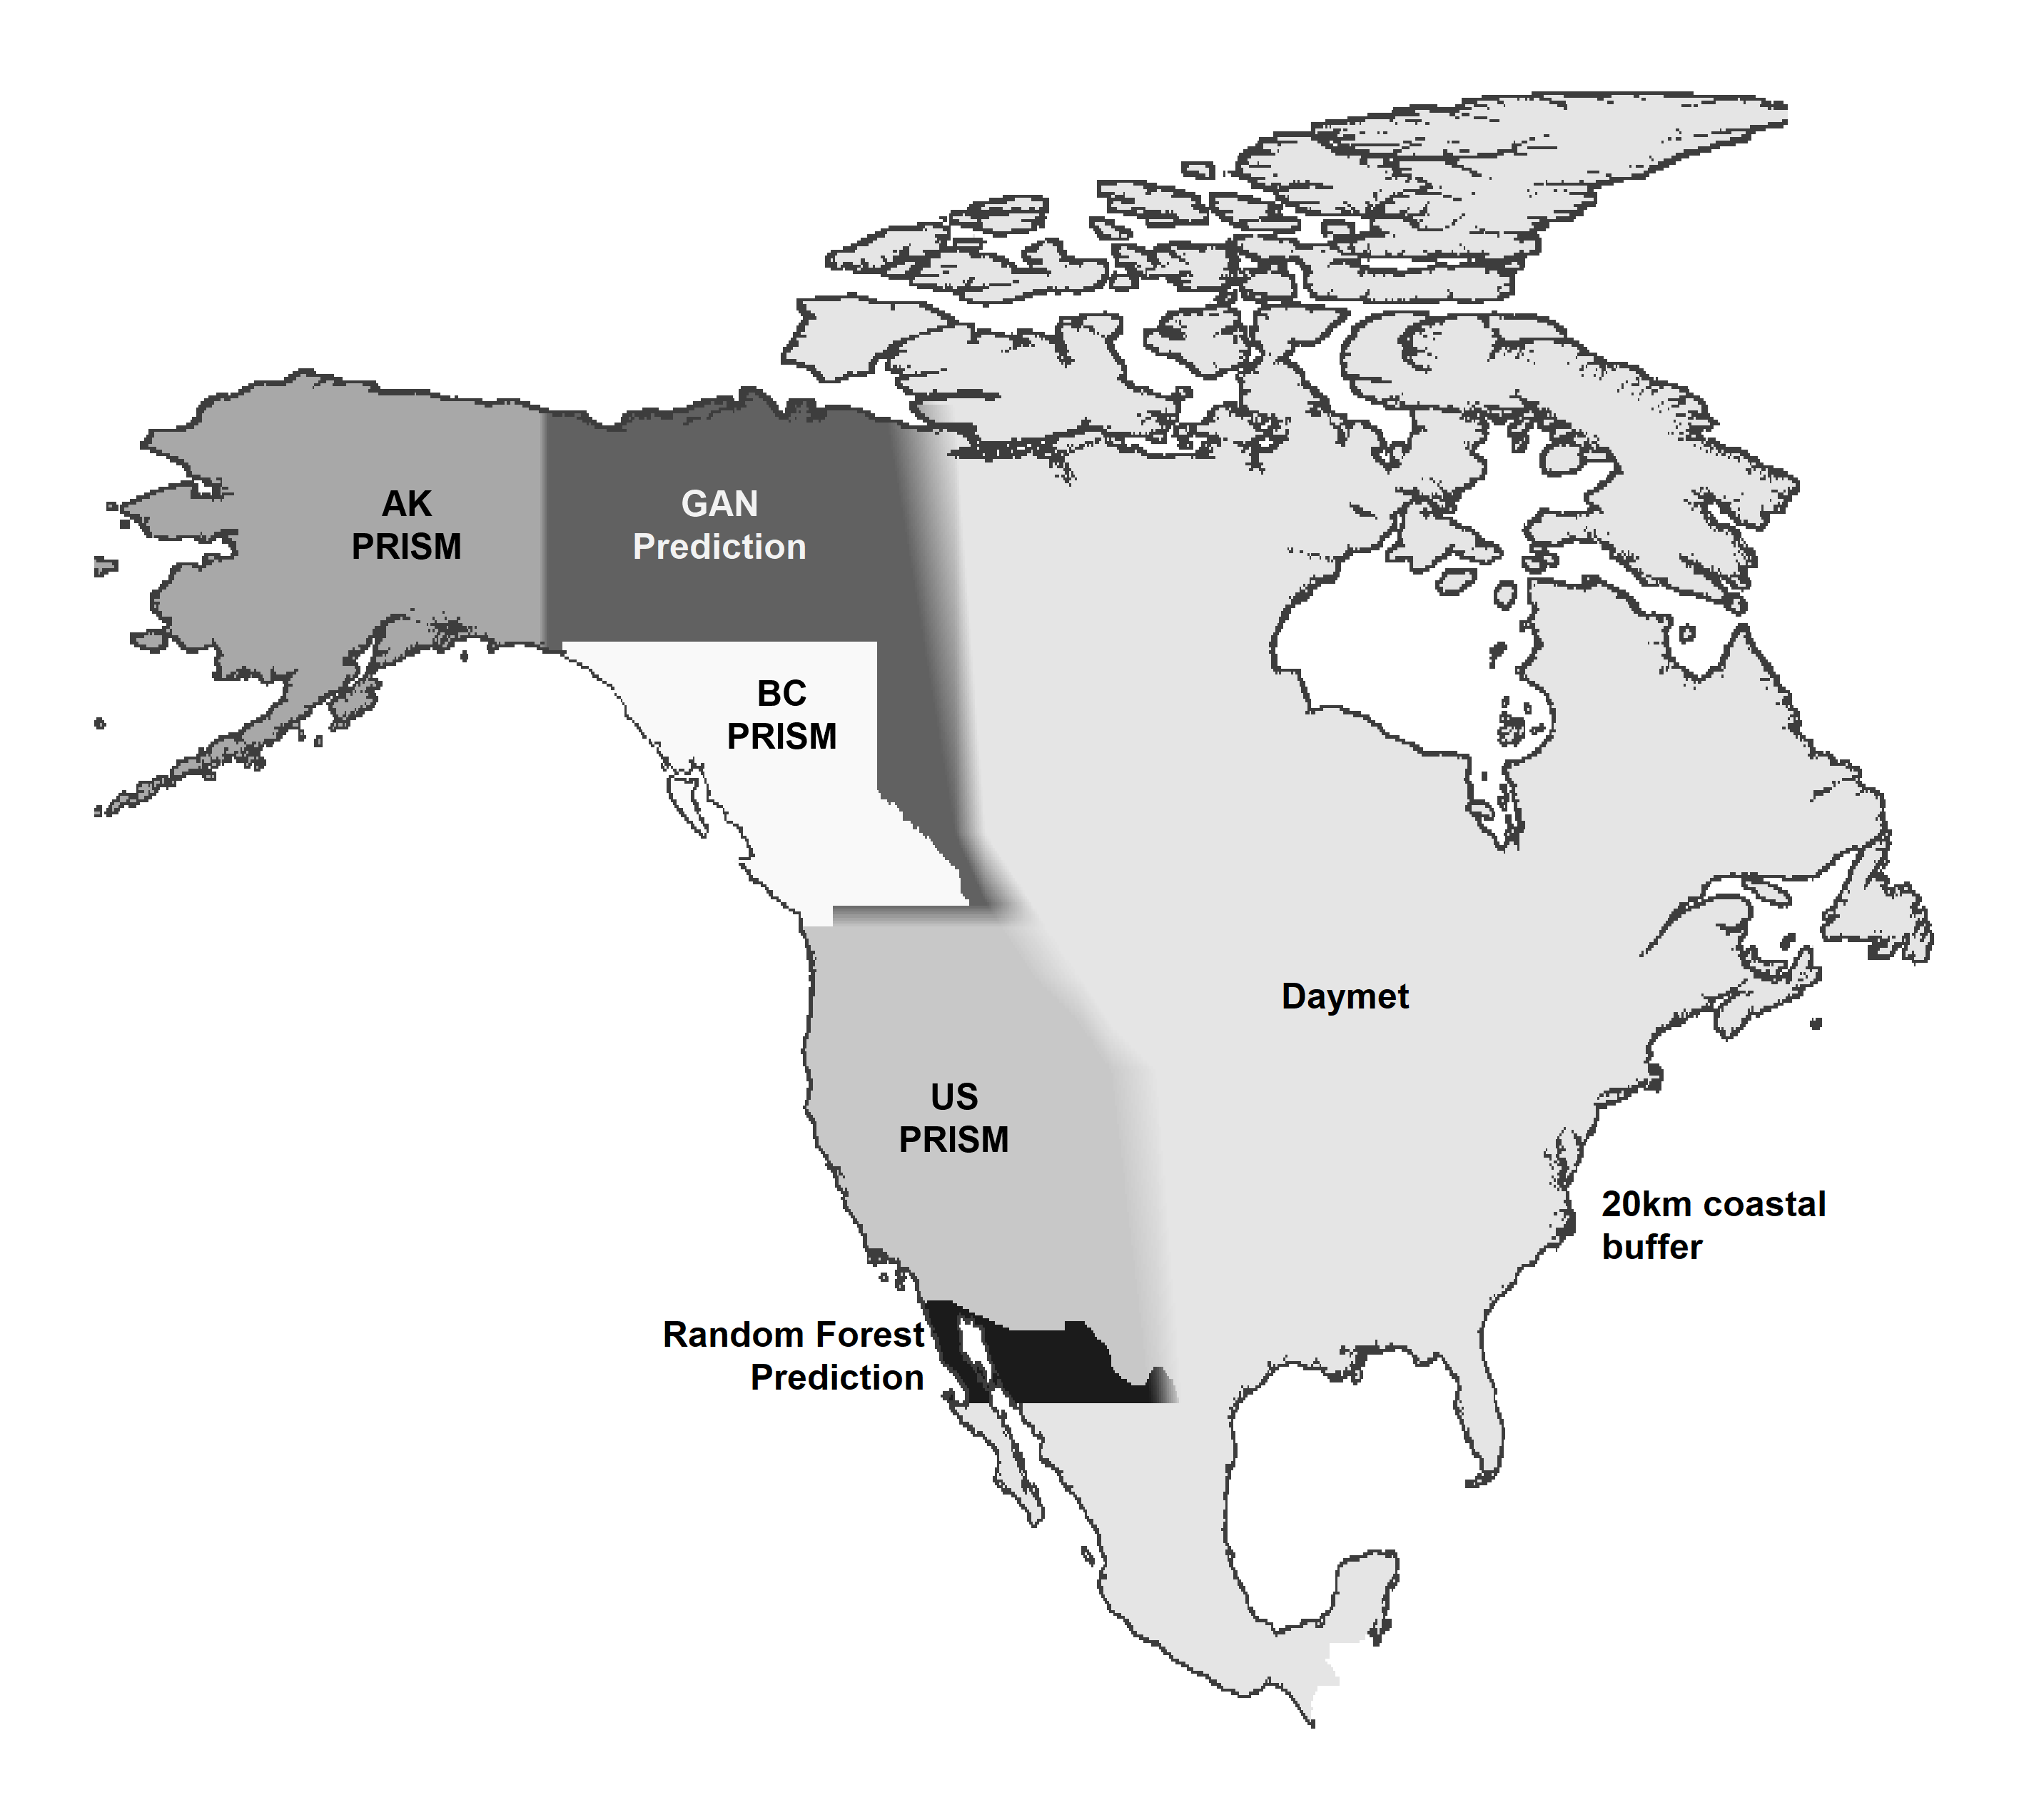 AK
PRISM
GAN
Prediction
BC
PRISM
Daymet
US
PRISM
20km coastal
buffer
Random Forest
Prediction